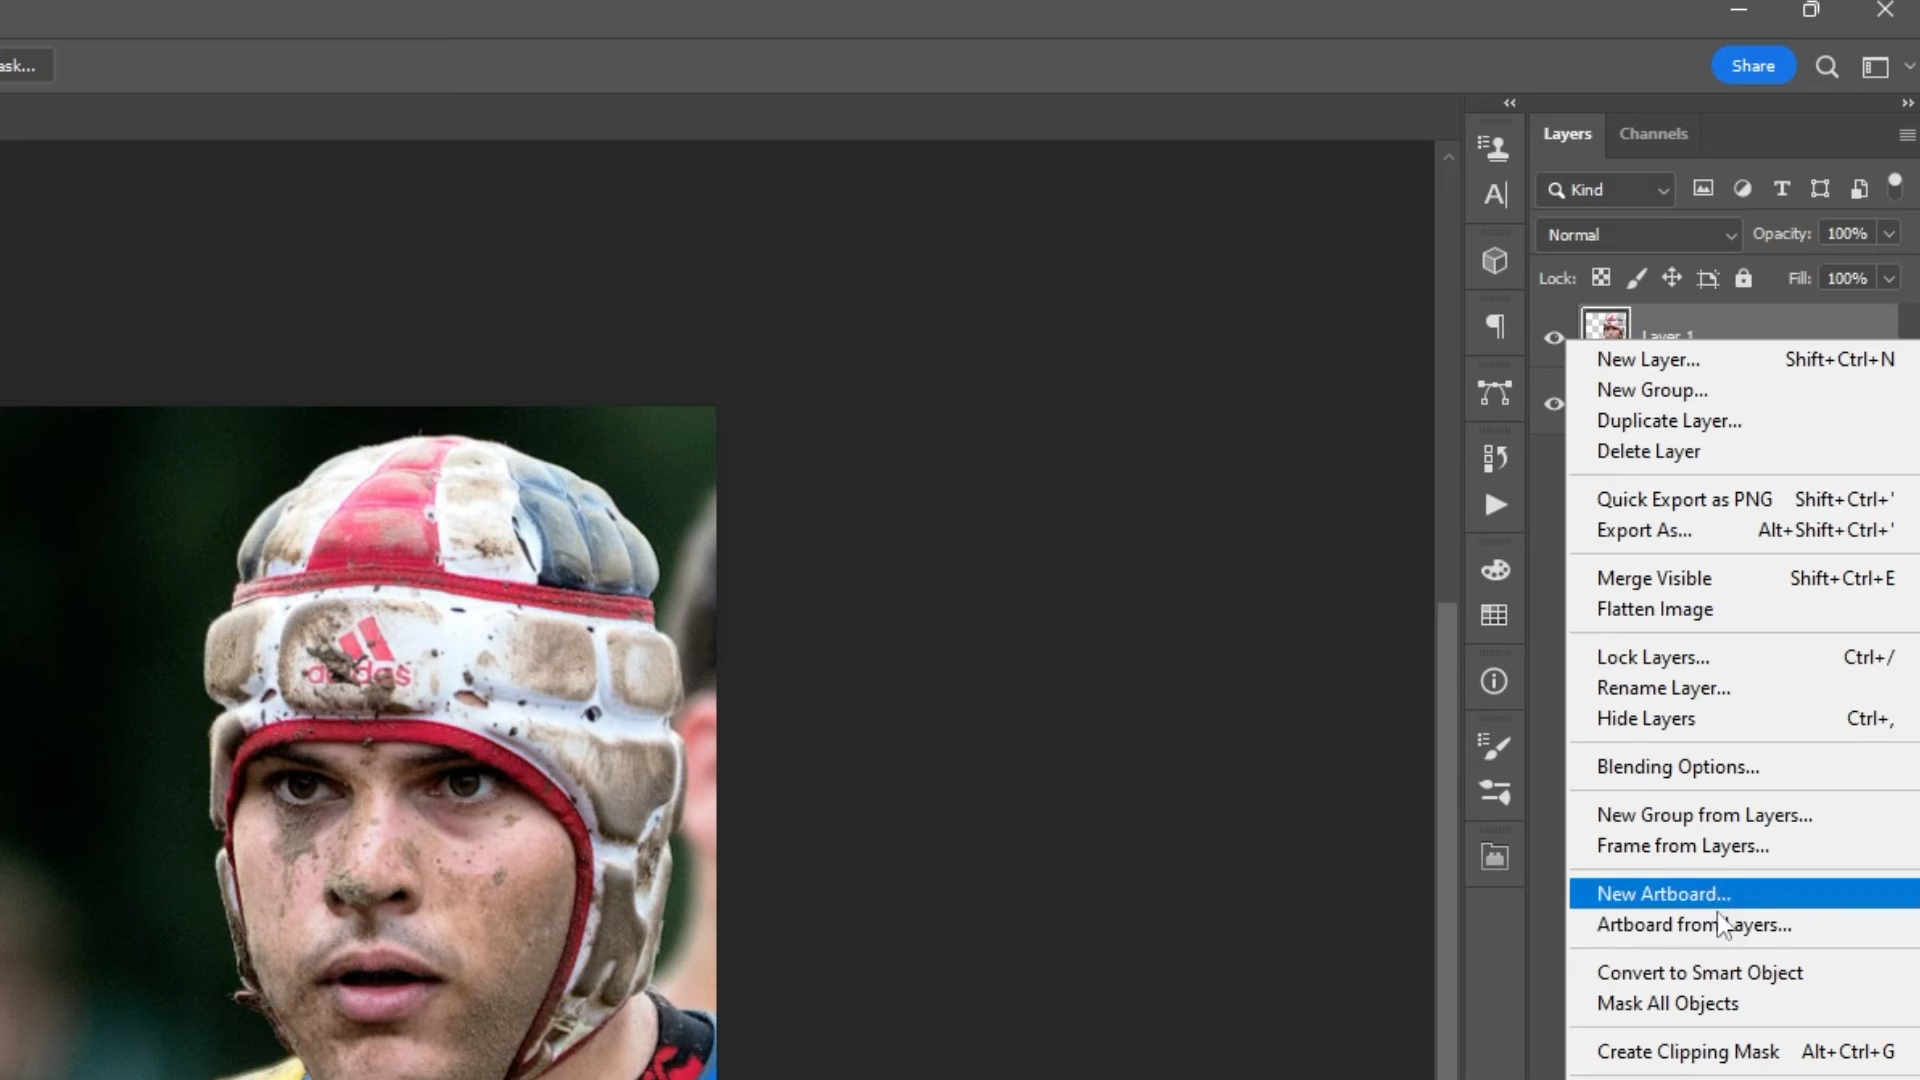 ask...
Share
Layers Channels
Kind
Normal Opacity: 100%
Lock: Fill: 100%
Layer 1
New Layer... Shift+Ctrl+N
New Group...
Duplicate Layer...
Delete Layer
Quick Export as PNG Shift+Ctrl+'
Export As... Alt+Shift+Ctrl+'
Merge Visible Shift+Ctrl+E
Flatten Image
Lock Layers... Ctrl+/
Rename Layer...
Hide Layers Ctrl+,
Blending Options...
New Group from Layers...
Frame from Layers...
New Artboard...
Artboard from Layers...
Convert to Smart Object
Mask All Objects
Create Clipping Mask Alt+Ctrl+G
adidas